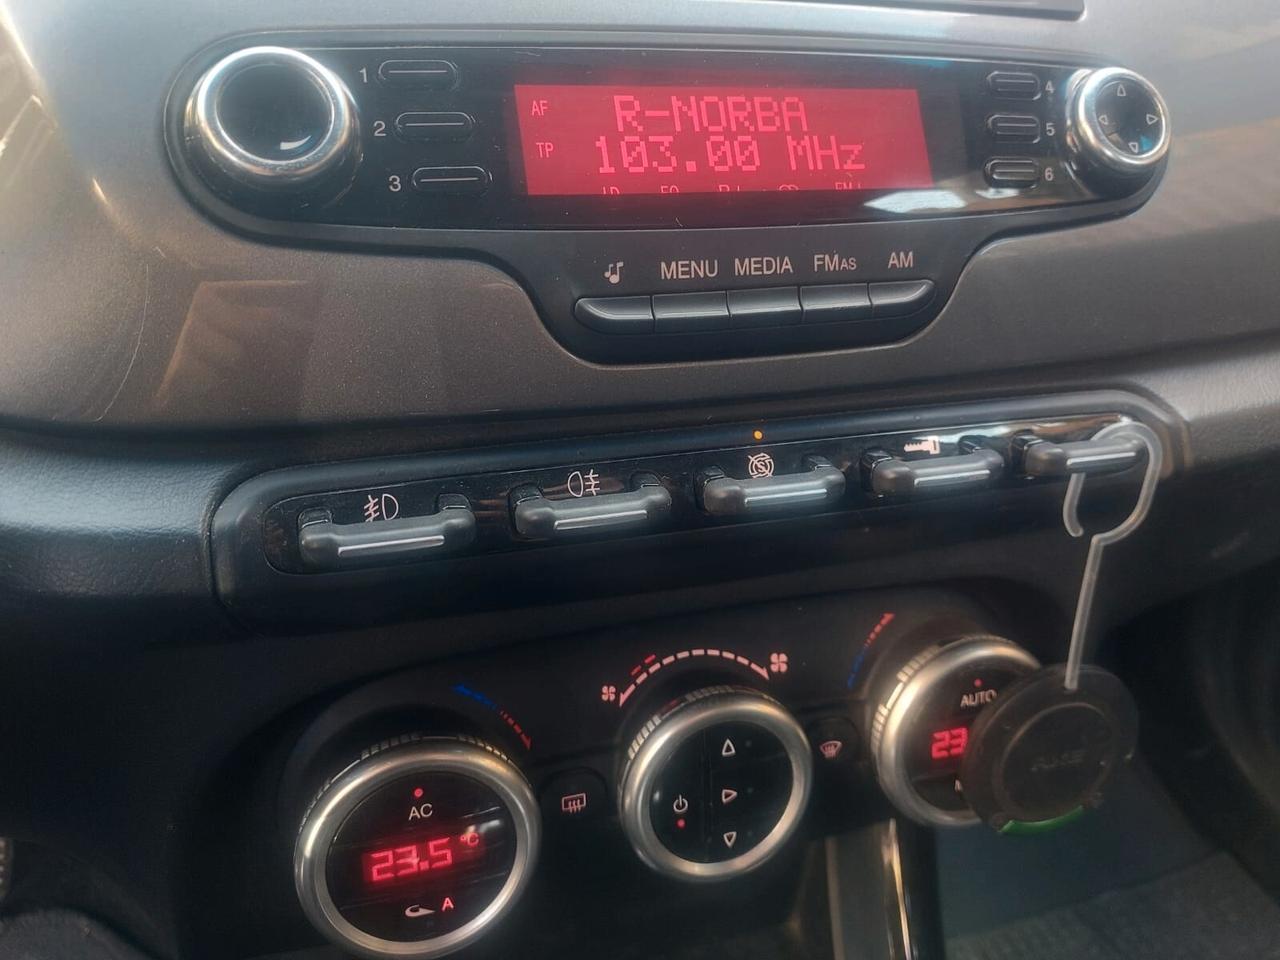 1
2
3
AF
R-NORBA
TP
103.00 MHz
4
5
6
MENU MEDIA FMAS AM
AC
23.5 °C
A
AUTO
23